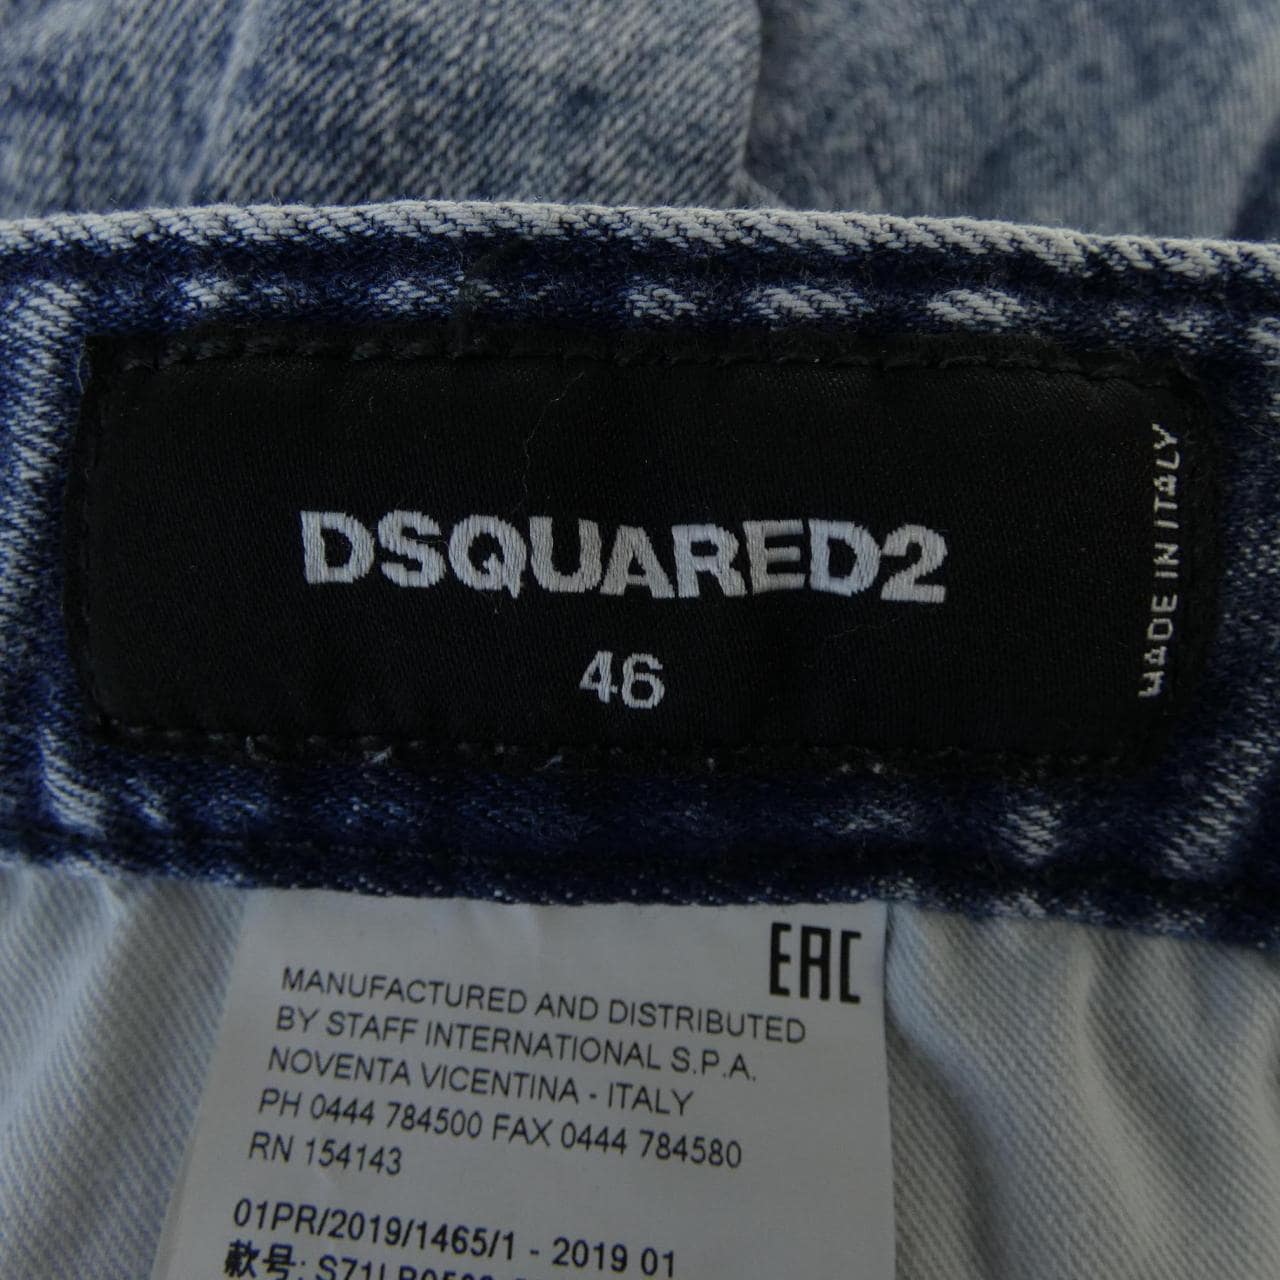 DSQUARED2
46
MADE IN ITALY
EAC
MANUFACTURED AND DISTRIBUTED
BY STAFF INTERNATIONAL S.P.A.
NOVENTA VICENTINA - ITALY
PH 0444 784500 FAX 0444 784580
RN 154143
01PR/2019/1465/1 - 2019 01
款号: